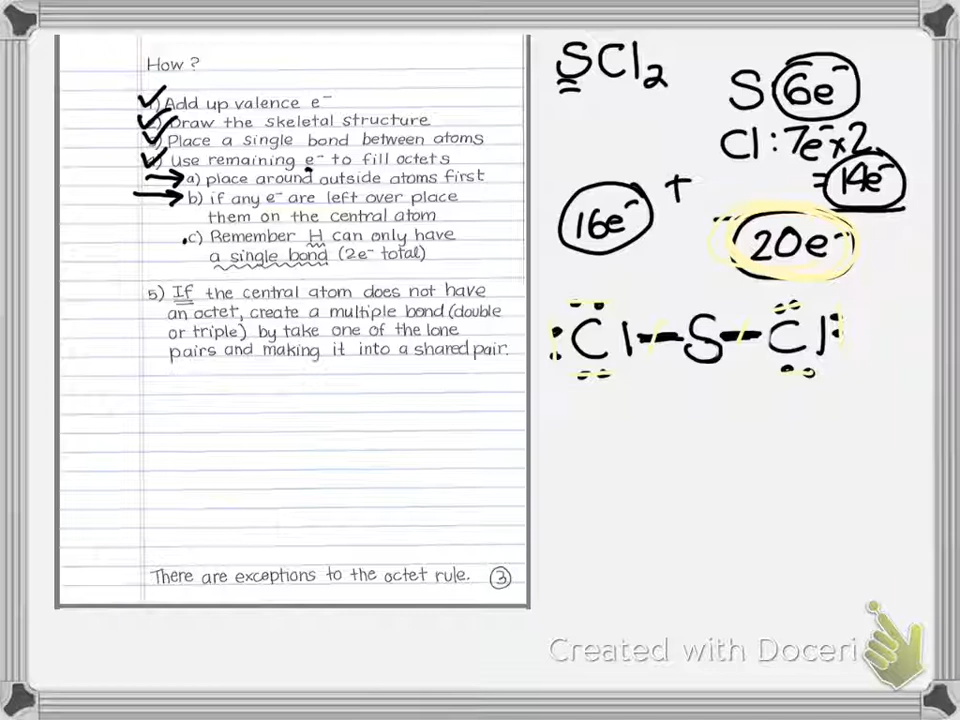 How?
1) Add up valence e⁻
2) Draw the skeletal structure
3) Place a single bond between atoms
4) Use remaining e⁻ to fill octets
a) place around outside atoms first
b) if any e⁻ are left over place
them on the central atom
c) Remember H can only have
a single bond (2e⁻ total)
5) If the central atom does not have
an octet, create a multiple bond (double
or triple) by take one of the lone
pairs and making it into a shared pair.
There are exceptions to the octet rule. 3
SCl₂
S 6e⁻
Cl: 7e⁻ x 2
= 14e⁻
+
16e⁻
20e⁻
:Cl-S-Cl:
Created with Doceri